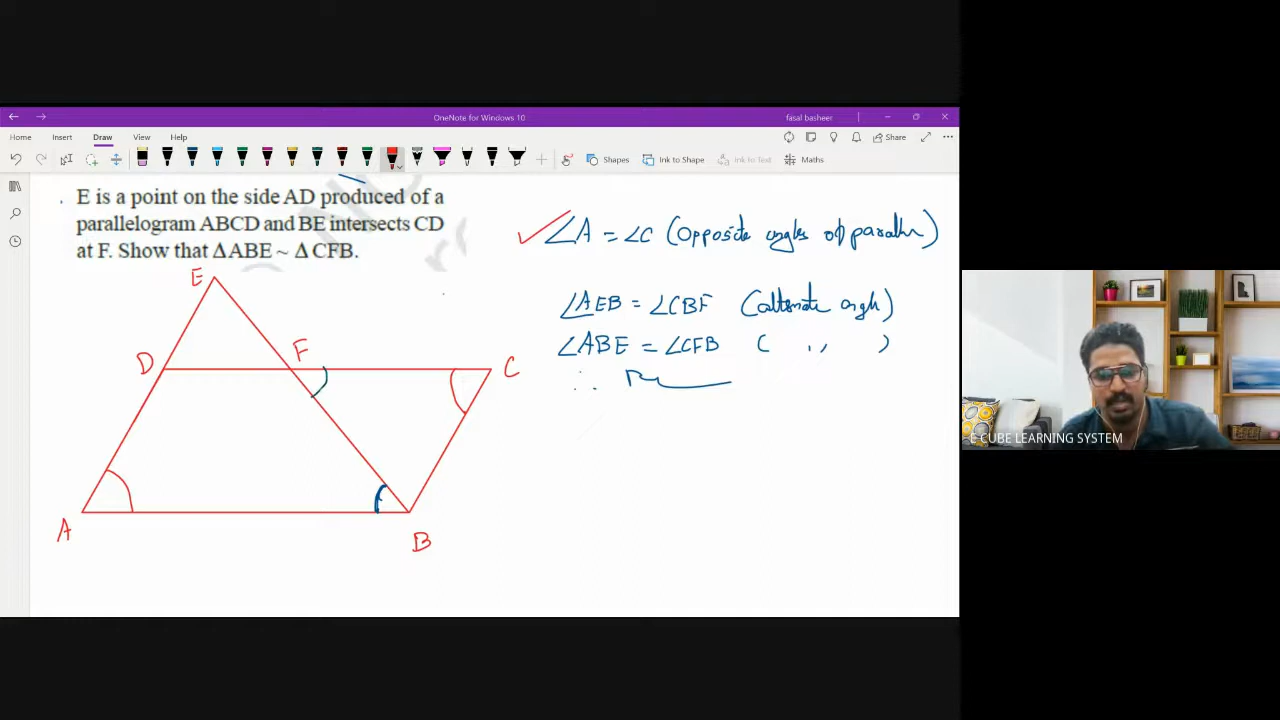 OneNote for Windows 10
fasal basheer
Home Insert Draw View Help
Share
Shapes Ink to Shape Ink to Text Maths
E is a point on the side AD produced of a
parallelogram ABCD and BE intersects CD
at F. Show that ΔABE ~ Δ CFB.
∠A = ∠C (opposite angles of
∠AEB = ∠CBF (alternate angle)
∠ABE = ∠CFB ( ,, )
∴
E
D
F
C
A
B
E CUBE LEARNING SYSTEM